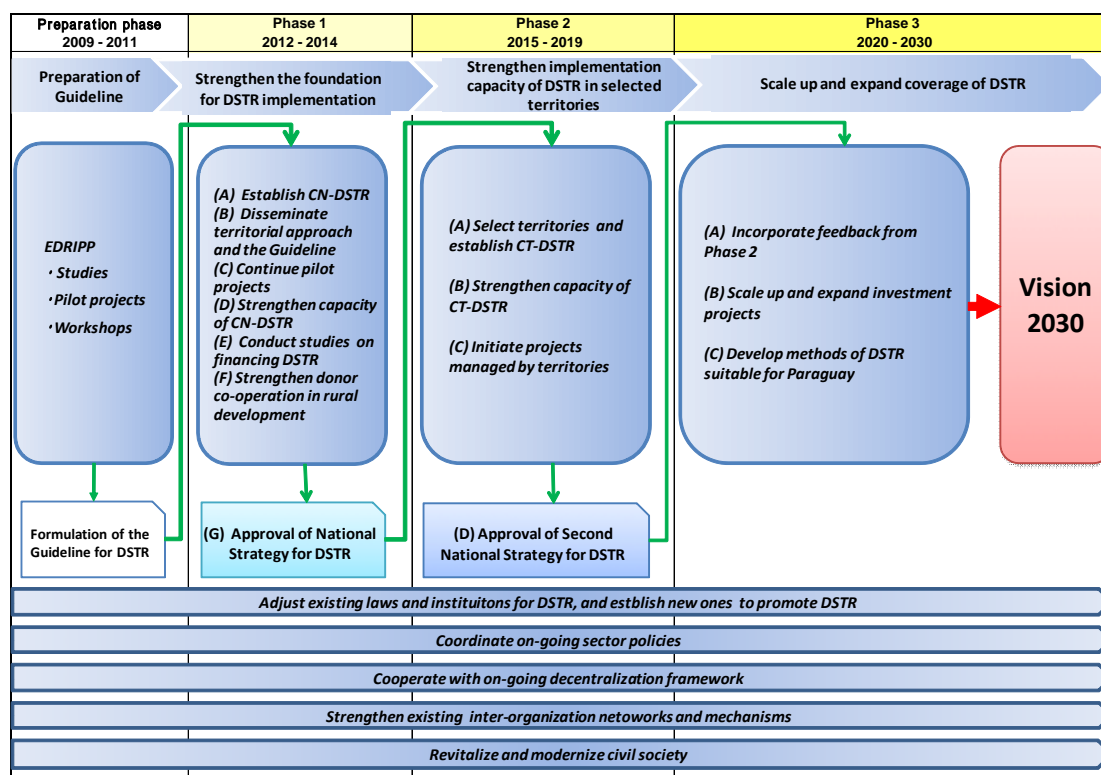 Preparation phase
2009 - 2011
Phase 1
2012 - 2014
Phase 2
2015 - 2019
Phase 3
2020 - 2030
Preparation of
Guideline
Strengthen the foundation
for DSTR implementation
Strengthen implementation
capacity of DSTR in selected
territories
Scale up and expand coverage of DSTR
EDRIPP
・Studies
・Pilot projects
・Workshops
(A) Establish CN-DSTR
(B) Disseminate
territorial approach
and the Guideline
(C) Continue pilot
projects
(D) Strengthen capacity
of CN-DSTR
(E) Conduct studies on
financing DSTR
(F) Strengthen donor
co-operation in rural
development
(A) Select territories and
establish CT-DSTR
(B) Strengthen capacity of
CT-DSTR
(C) Initiate projects
managed by territories
(A) Incorporate feedback from
Phase 2
(B) Scale up and expand investment
projects
(C) Develop methods of DSTR
suitable for Paraguay
Vision
2030
Formulation of the
Guideline for DSTR
(G) Approval of National
Strategy for DSTR
(D) Approval of Second
National Strategy for DSTR
Adjust existing laws and instituitons for DSTR, and estblish new ones to promote DSTR
Coordinate on-going sector policies
Cooperate with on-going decentralization framework
Strengthen existing inter-organization netoworks and mechanisms
Revitalize and modernize civil society